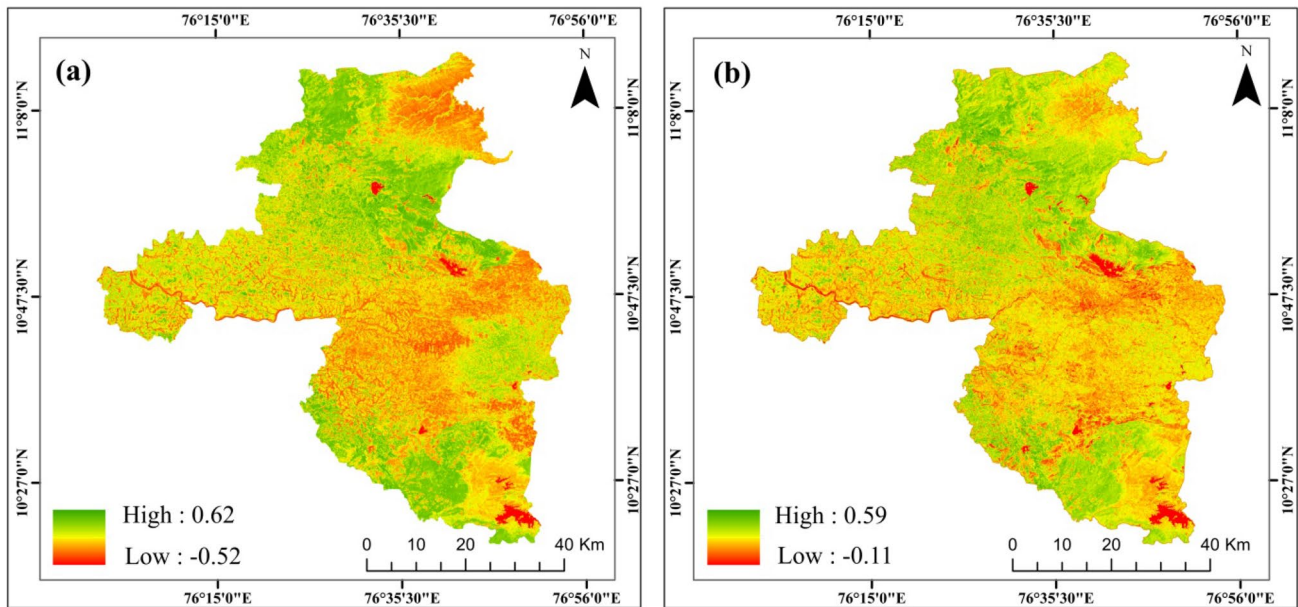 76°15'0"E 76°35'30"E 76°56'0"E
(a)
N
11°8'0"N
11°8'0"N
10°47'30"N
10°47'30"N
10°27'0"N
10°27'0"N
High : 0.62
Low : -0.52
0 10 20 40 Km
76°15'0"E 76°35'30"E 76°56'0"E
76°15'0"E 76°35'30"E 76°56'0"E
(b)
N
11°8'0"N
11°8'0"N
10°47'30"N
10°47'30"N
10°27'0"N
10°27'0"N
High : 0.59
Low : -0.11
0 10 20 40 Km
76°15'0"E 76°35'30"E 76°56'0"E